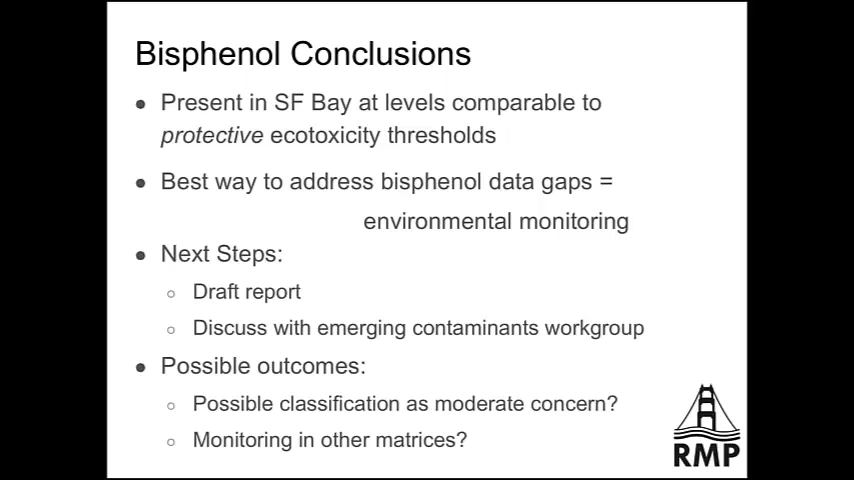 Bisphenol Conclusions
● Present in SF Bay at levels comparable to
protective ecotoxicity thresholds
● Best way to address bisphenol data gaps =
environmental monitoring
● Next Steps:
○ Draft report
○ Discuss with emerging contaminants workgroup
● Possible outcomes:
○ Possible classification as moderate concern?
○ Monitoring in other matrices?
RMP